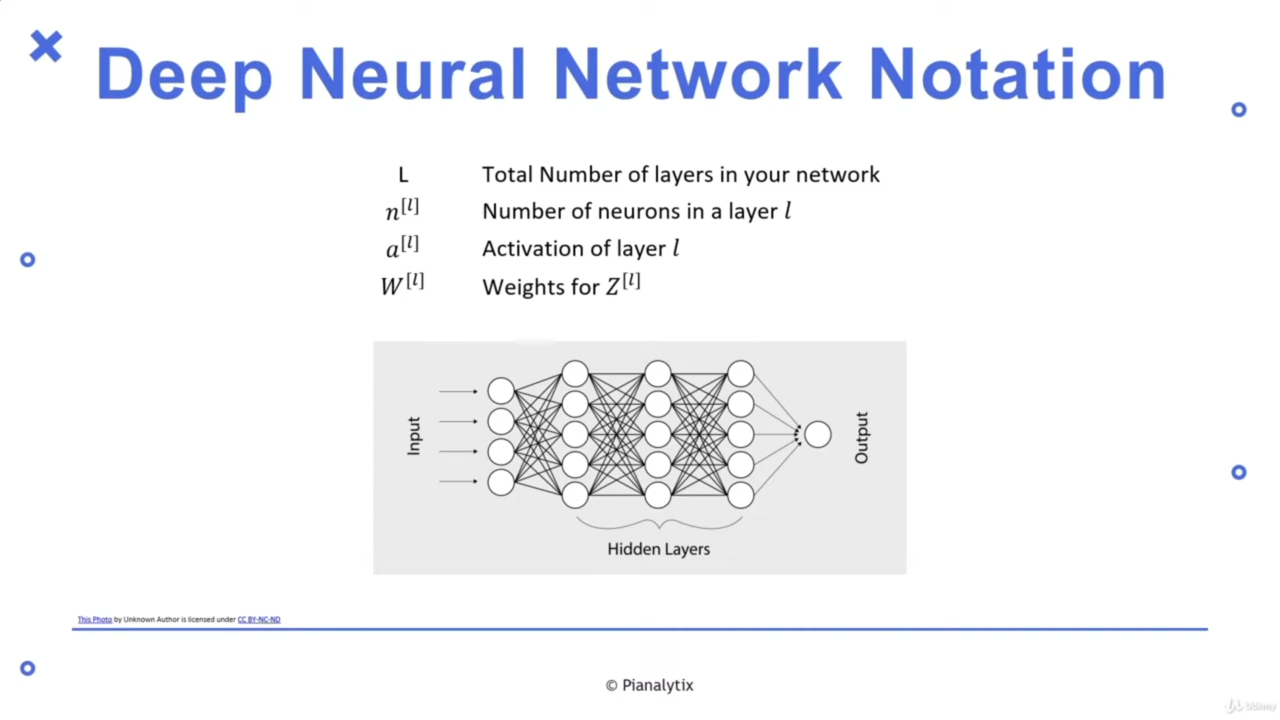 Deep Neural Network Notation
L Total Number of layers in your network
n[l] Number of neurons in a layer l
a[l] Activation of layer l
W[l] Weights for Z[l]
Input
Output
Hidden Layers
This Photo by Unknown Author is licensed under CC BY-NC-ND
© Pianalytix
Udemy